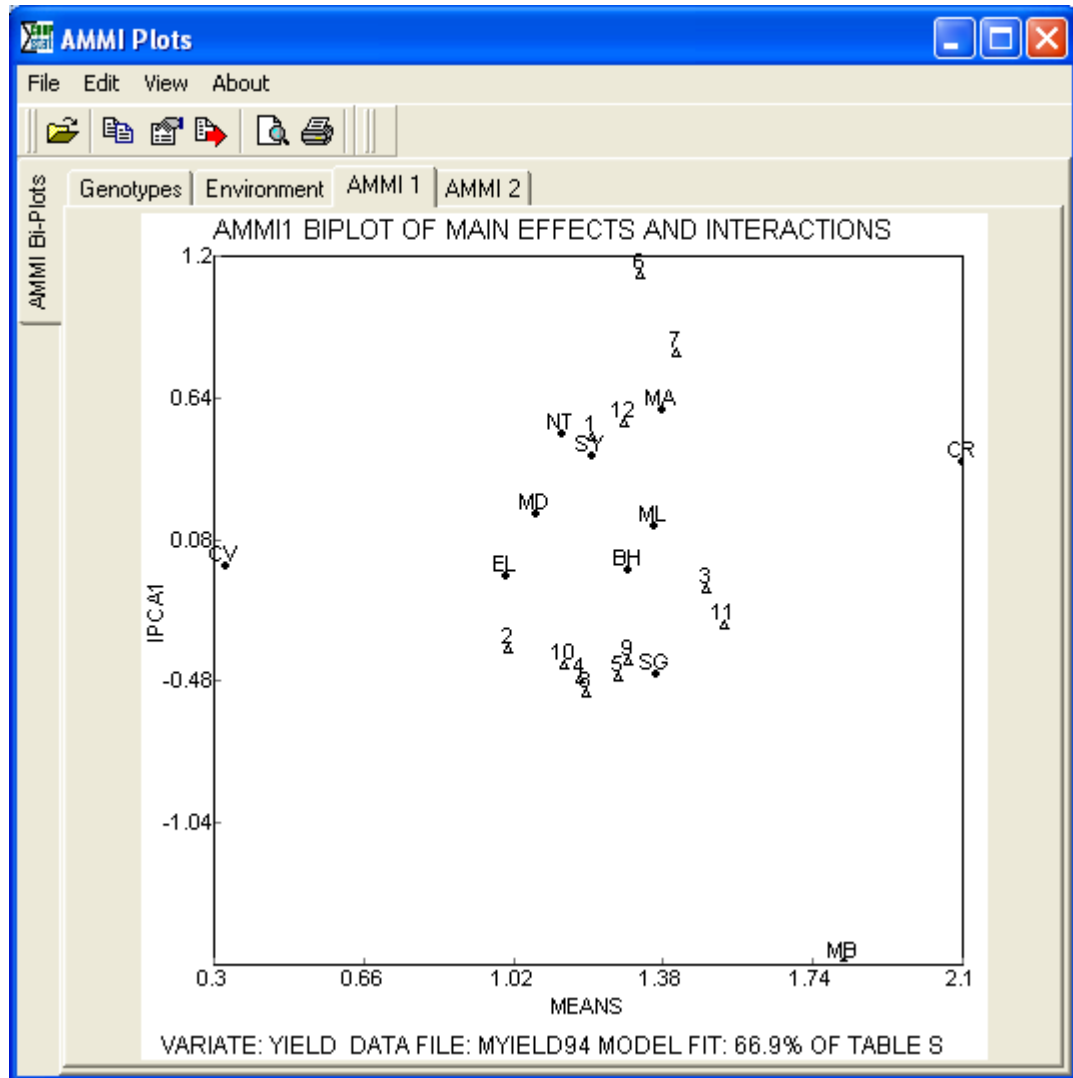 AMMI Plots
File Edit View About
AMMI Bi-Plots
Genotypes Environment AMMI 1 AMMI 2
AMMI1 BIPLOT OF MAIN EFFECTS AND INTERACTIONS
1.2
6
7
0.64
MA
12
NT
1
SY
CR
MD
ML
0.08
CV
EL
BH
3
IPCA1
11
2
10
9
4
5
SG
8
-0.48
-1.04
MB
0.3 0.66 1.02 1.38 1.74 2.1
MEANS
VARIATE: YIELD DATA FILE: MYIELD94 MODEL FIT: 66.9% OF TABLE S